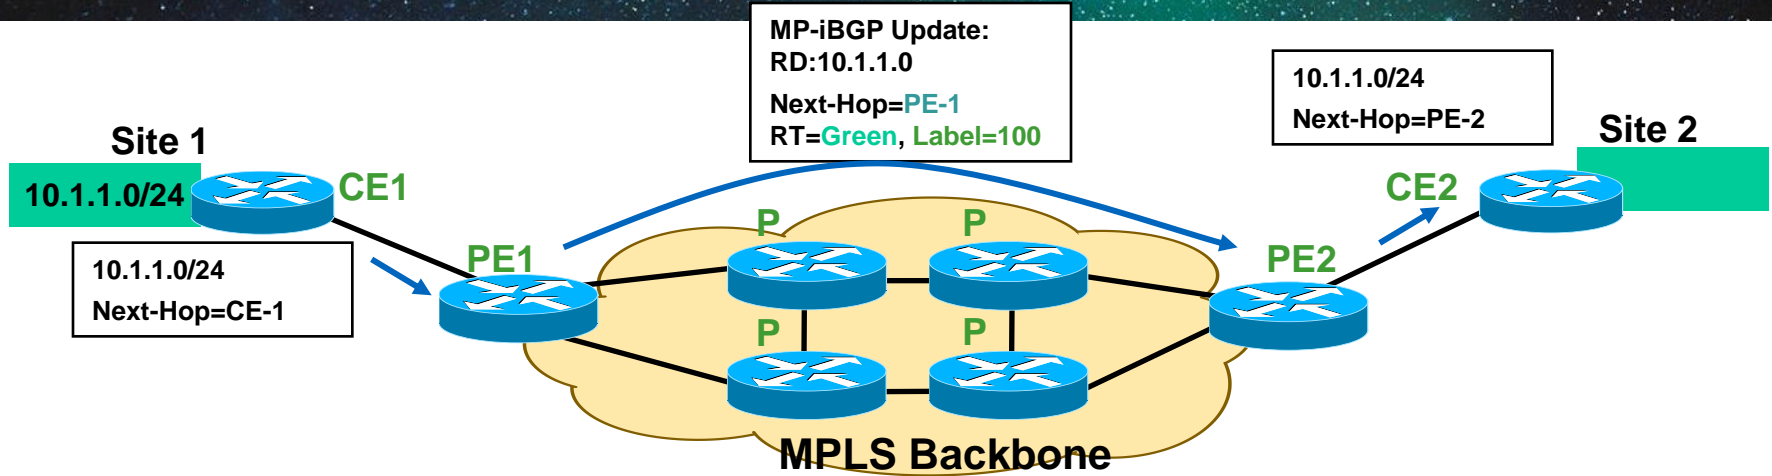 MP-iBGP Update:
RD:10.1.1.0
Next-Hop=PE-1
RT=Green, Label=100
10.1.1.0/24
Next-Hop=PE-2
Site 1
Site 2
10.1.1.0/24
CE1
CE2
P
P
PE1
PE2
10.1.1.0/24
Next-Hop=CE-1
P
P
MPLS Backbone